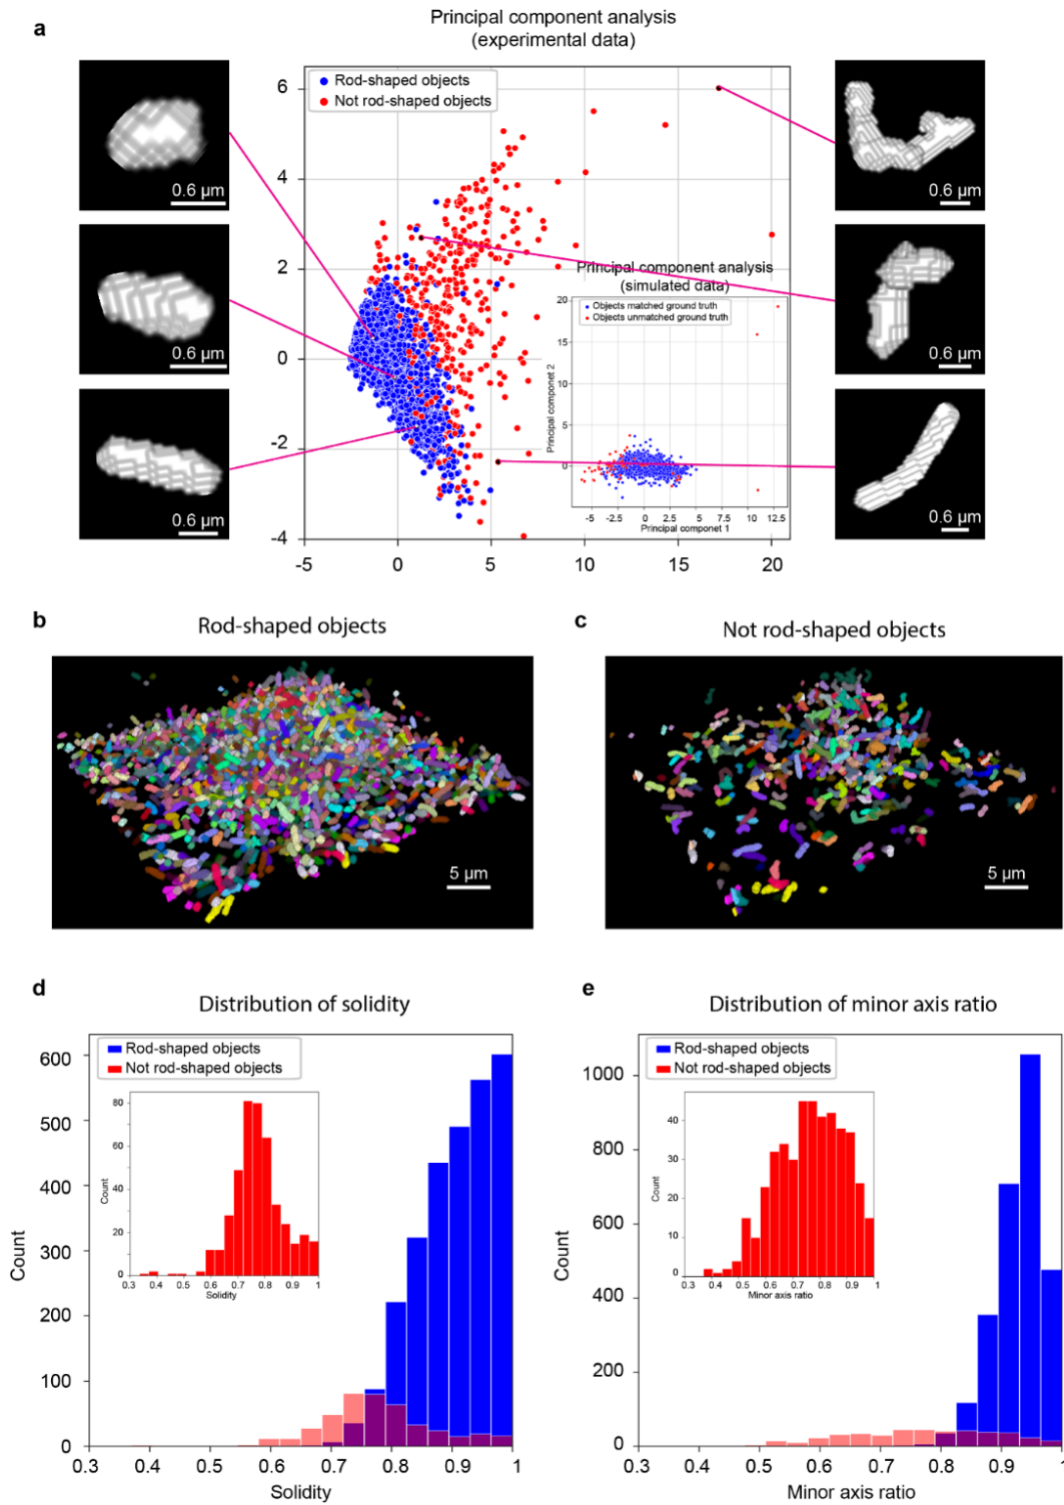 a
Principal component analysis
(experimental data)
Rod-shaped objects
Not rod-shaped objects
6
4
2
0
-2
-4
-5
0
5
10
15
20
0.6 µm
0.6 µm
0.6 µm
0.6 µm
0.6 µm
0.6 µm
Principal component analysis
(simulated data)
Objects matched ground truth
Objects unmatched ground truth
20
15
10
5
0
Principal componet 2
-5
-2.5
0
2.5
5
7.5
10
12.5
Principal componet 1
b
Rod-shaped objects
5 µm
c
Not rod-shaped objects
5 µm
d
Distribution of solidity
Rod-shaped objects
Not rod-shaped objects
600
500
400
300
200
100
0
Count
0.3
0.4
0.5
0.6
0.7
0.8
0.9
1
Solidity
80
60
40
20
0
Count
0.3
0.4
0.5
0.6
0.7
0.8
0.9
1
Solidity
e
Distribution of minor axis ratio
Rod-shaped objects
Not rod-shaped objects
1000
800
600
400
200
0
Count
0.3
0.4
0.5
0.6
0.7
0.8
0.9
1
Minor axis ratio
40
30
20
10
0
Count
0.3
0.4
0.5
0.6
0.7
0.8
0.9
1
Minor axis ratio